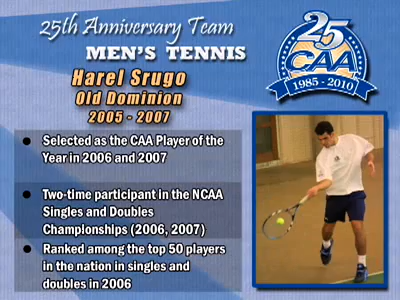 25th Anniversary Team
MEN'S TENNIS
Harel Srugo
Old Dominion
2005 - 2007
25
CAA
1985 - 2010
Selected as the CAA Player of the
Year in 2006 and 2007
Two-time participant in the NCAA
Singles and Doubles
Championships (2006, 2007)
Ranked among the top 50 players
in the nation in singles and
doubles in 2006